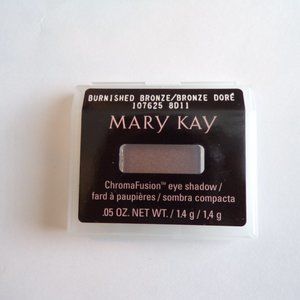 BURNISHED BRONZE/BRONZE DORÉ
107625 8D11
MARY KAY
ChromaFusion™ eye shadow /
fard à paupières / sombra compacta
.05 OZ. NET WT. / 1.4 g / 1,4 g